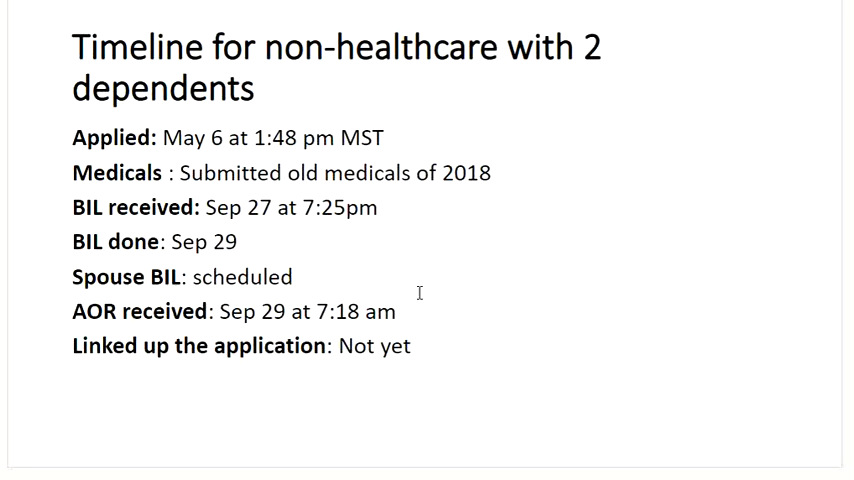 Timeline for non-healthcare with 2
dependents
Applied: May 6 at 1:48 pm MST
Medicals : Submitted old medicals of 2018
BIL received: Sep 27 at 7:25pm
BIL done: Sep 29
Spouse BIL: scheduled
AOR received: Sep 29 at 7:18 am
Linked up the application: Not yet